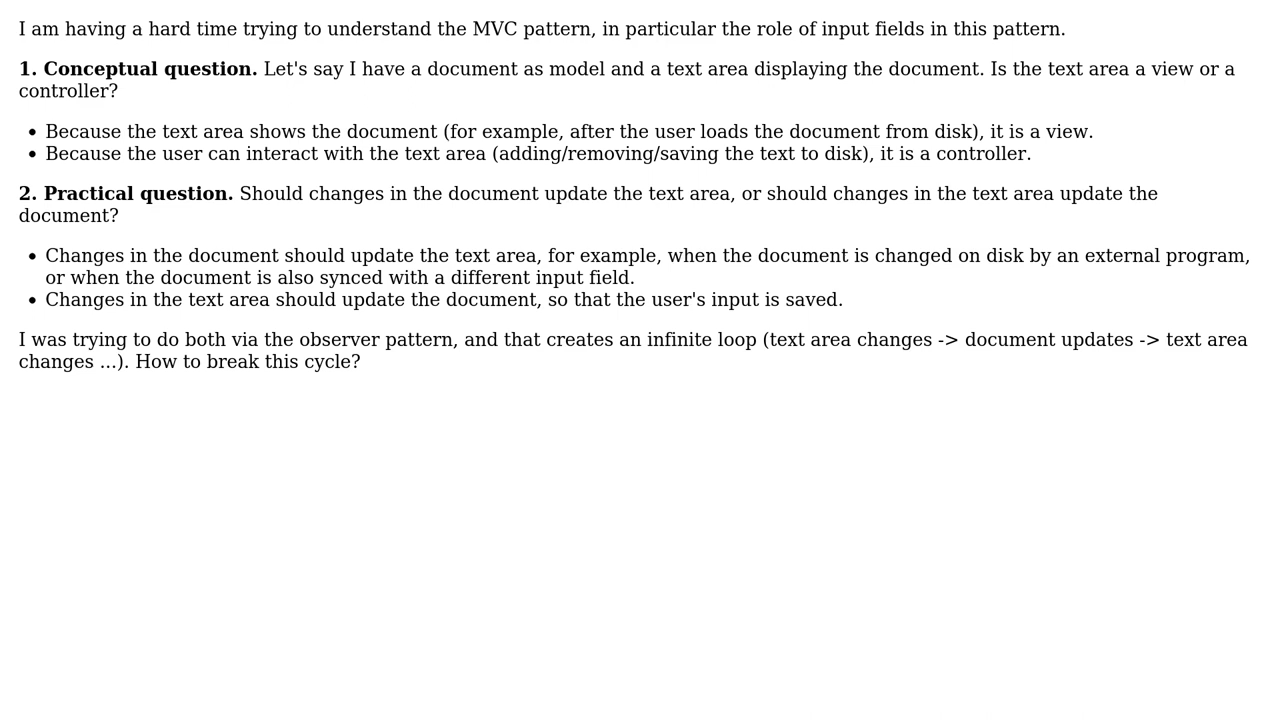 I am having a hard time trying to understand the MVC pattern, in particular the role of input fields in this pattern.
1. Conceptual question. Let's say I have a document as model and a text area displaying the document. Is the text area a view or a
controller?
• Because the text area shows the document (for example, after the user loads the document from disk), it is a view.
• Because the user can interact with the text area (adding/removing/saving the text to disk), it is a controller.
2. Practical question. Should changes in the document update the text area, or should changes in the text area update the
document?
• Changes in the document should update the text area, for example, when the document is changed on disk by an external program,
or when the document is also synced with a different input field.
• Changes in the text area should update the document, so that the user's input is saved.
I was trying to do both via the observer pattern, and that creates an infinite loop (text area changes -> document updates -> text area
changes ...). How to break this cycle?